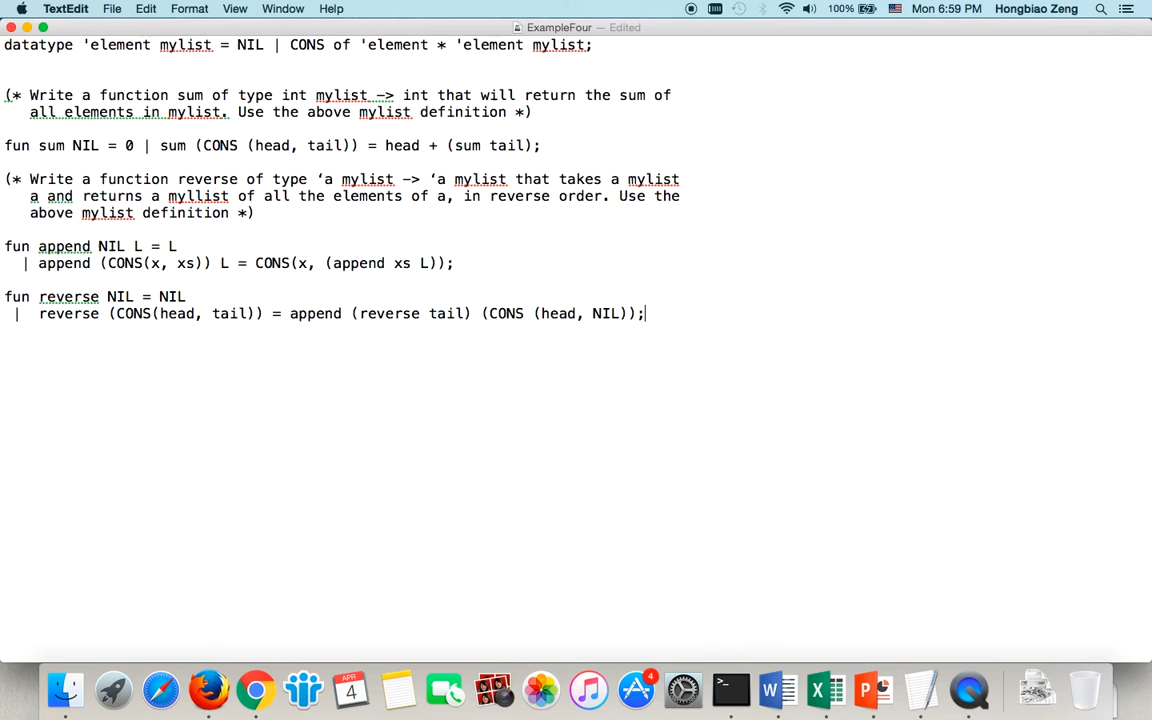 TextEdit File Edit Format View Window Help 100% Mon 6:59 PM Hongbiao Zeng
ExampleFour — Edited
datatype 'element mylist = NIL | CONS of 'element * 'element mylist;
(* Write a function sum of type int mylist -> int that will return the sum of
all elements in mylist. Use the above mylist definition *)
fun sum NIL = 0 | sum (CONS (head, tail)) = head + (sum tail);
(* Write a function reverse of type ‘a mylist -> ‘a mylist that takes a mylist
a and returns a myllist of all the elements of a, in reverse order. Use the
above mylist definition *)
fun append NIL L = L
| append (CONS(x, xs)) L = CONS(x, (append xs L));
fun reverse NIL = NIL
| reverse (CONS(head, tail)) = append (reverse tail) (CONS (head, NIL));
APR
4
4